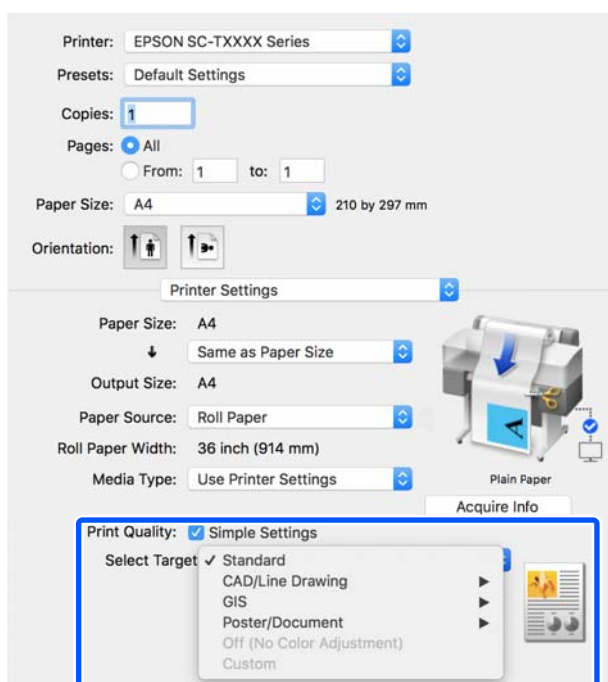 Printer: EPSON SC-TXXXX Series
Presets: Default Settings
Copies: 1
Pages: All
From: 1 to: 1
Paper Size: A4 210 by 297 mm
Orientation:
Printer Settings
Paper Size: A4
Same as Paper Size
Output Size: A4
Paper Source: Roll Paper
Roll Paper Width: 36 inch (914 mm)
Media Type: Use Printer Settings
Plain Paper
Acquire Info
Print Quality: Simple Settings
Select Target Standard
CAD/Line Drawing
GIS
Poster/Document
Off (No Color Adjustment)
Custom